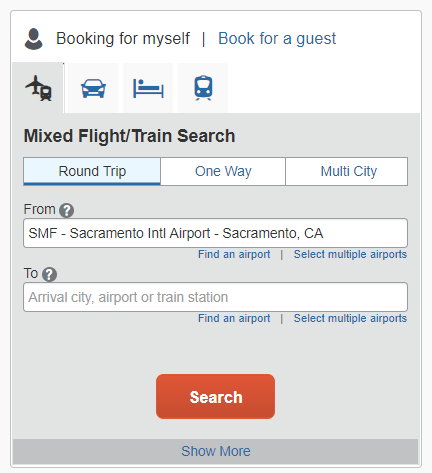 Booking for myself | Book for a guest
Mixed Flight/Train Search
Round Trip One Way Multi City
From ?
SMF - Sacramento Intl Airport - Sacramento, CA
Find an airport | Select multiple airports
To ?
Arrival city, airport or train station
Find an airport | Select multiple airports
Search
Show More